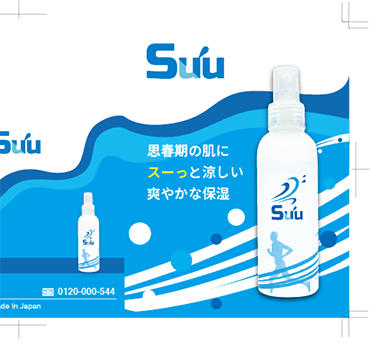 Suu
Suu
思春期の肌に
スーっと涼しい
爽やかな保湿
Suu
Suu
0120-000-544
de In Japan